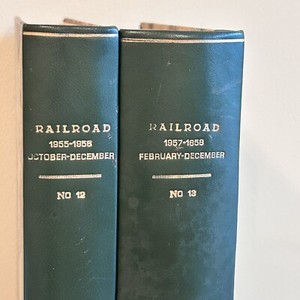 RAILROAD
1955-1956
OCTOBER-DECEMBER
NO 12
RAILROAD
1957-1958
FEBRUARY-DECEMBER
NO 13